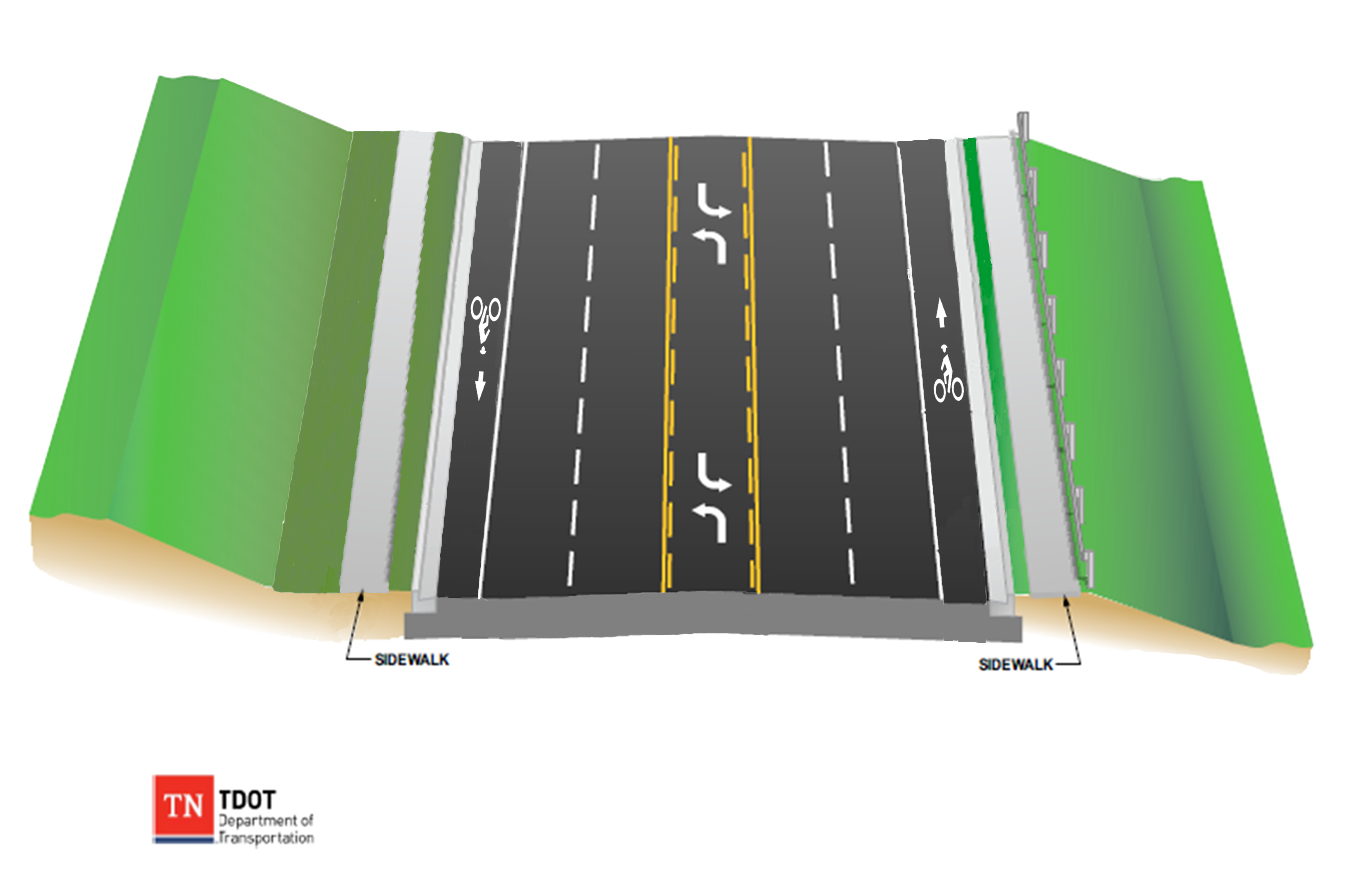 SIDEWALK
SIDEWALK
TN
TDOT
Department of
Transportation